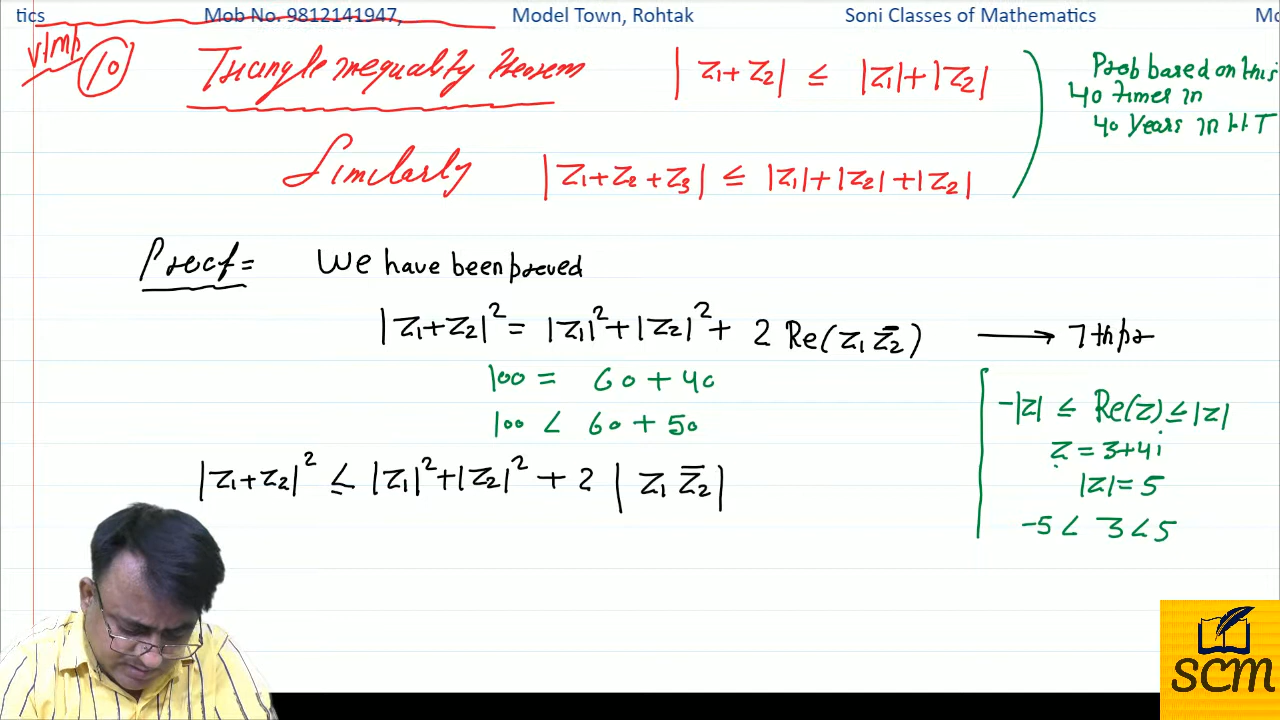 tics Mob No. 9812141947, Model Town, Rohtak Soni Classes of Mathematics Mo
v/Imp
10 Triangle inequality theorem |z₁+z₂| ≤ |z₁|+|z₂|
Prob based on this
40 times in
40 Years in IIT
Similarly |z₁+z₂+z₃| ≤ |z₁|+|z₂|+|z₂|
Proof= We have been proved
|z₁+z₂|² = |z₁|²+|z₂|²+ 2 Re(z₁ z̄₂) → 7th pr
100 = 60+40
100 < 60+50
|z₁+z₂|² ≤ |z₁|²+|z₂|² + 2 |z₁ z̄₂|
-|z| ≤ Re(z) ≤ |z|
z = 3+4i
|z| = 5
-5 < 3 < 5
SCM